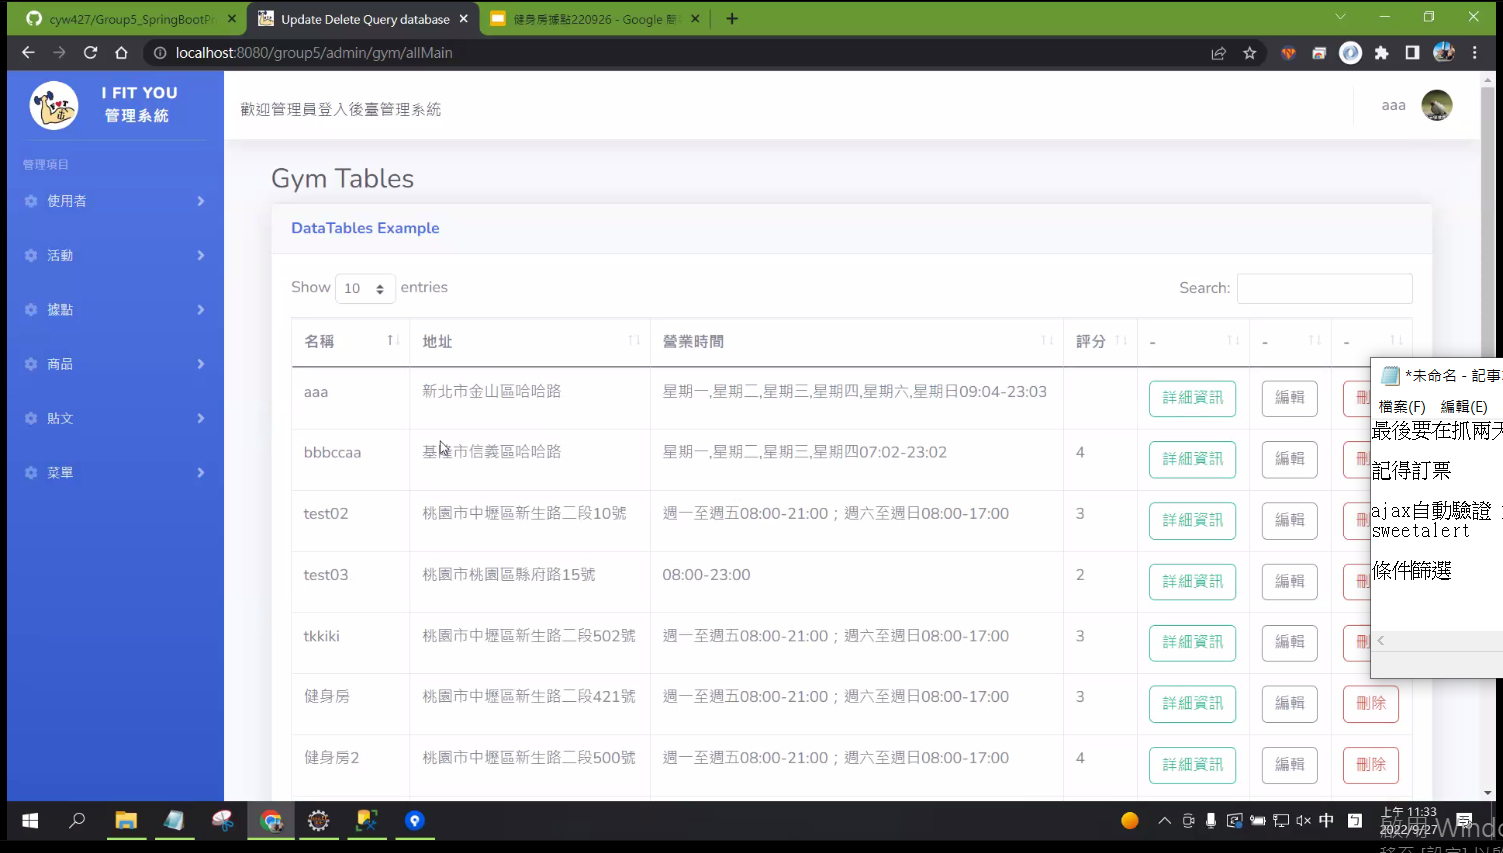 cyw427/Group5_SpringBootPr
Update Delete Query database
健身房據點220926 - Google 簡
localhost:8080/group5/admin/gym/allMain
I FIT YOU
管理系統
管理項目
使用者
活動
據點
商品
貼文
菜單
歡迎管理員登入後臺管理系統
aaa
Gym Tables
DataTables Example
Show 10 entries
Search:
名稱 地址 營業時間 評分 - - -
aaa 新北市金山區哈哈路 星期一,星期二,星期三,星期四,星期六,星期日09:04-23:03 詳細資訊 編輯 刪
bbbccaa 基隆市信義區哈哈路 星期一,星期二,星期三,星期四07:02-23:02 4 詳細資訊 編輯 刪
test02 桃園市中壢區新生路二段10號 週一至週五08:00-21:00；週六至週日08:00-17:00 3 詳細資訊 編輯 刪
test03 桃園市桃園區縣府路15號 08:00-23:00 2 詳細資訊 編輯 刪
tkkiki 桃園市中壢區新生路二段502號 週一至週五08:00-21:00；週六至週日08:00-17:00 3 詳細資訊 編輯 刪
健身房 桃園市中壢區新生路二段421號 週一至週五08:00-21:00；週六至週日08:00-17:00 3 詳細資訊 編輯 刪除
健身房2 桃園市中壢區新生路二段500號 週一至週五08:00-21:00；週六至週日08:00-17:00 4 詳細資訊 編輯 刪除
*未命名 - 記事
檔案(F) 編輯(E)
最後要在抓兩天
記得訂票
ajax自動驗證
sweetalert
條件篩選
中
上午 11:33
2022/9/27
啟用 Windo
移至 [設定] 以啟